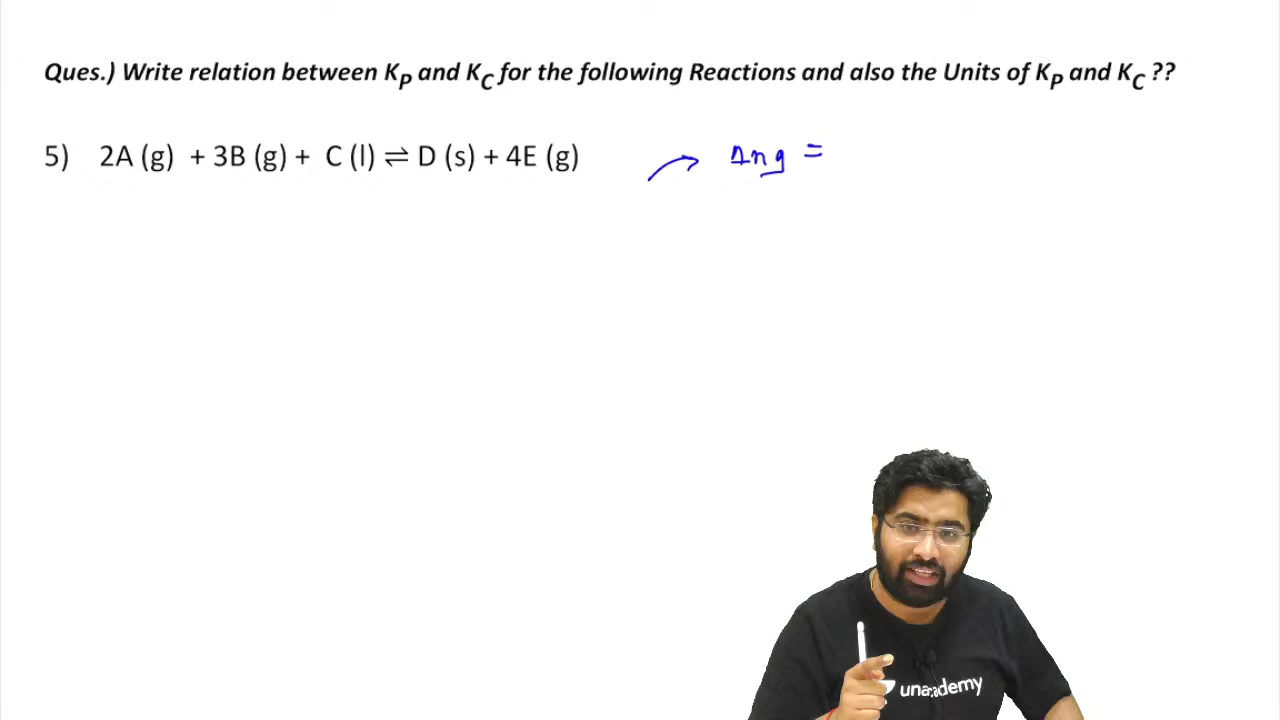 Ques.) Write relation between K_P and K_C for the following Reactions and also the Units of K_P and K_C ??
5) 2A (g) + 3B (g) + C (l) ⇌ D (s) + 4E (g) → Δng =
unacademy